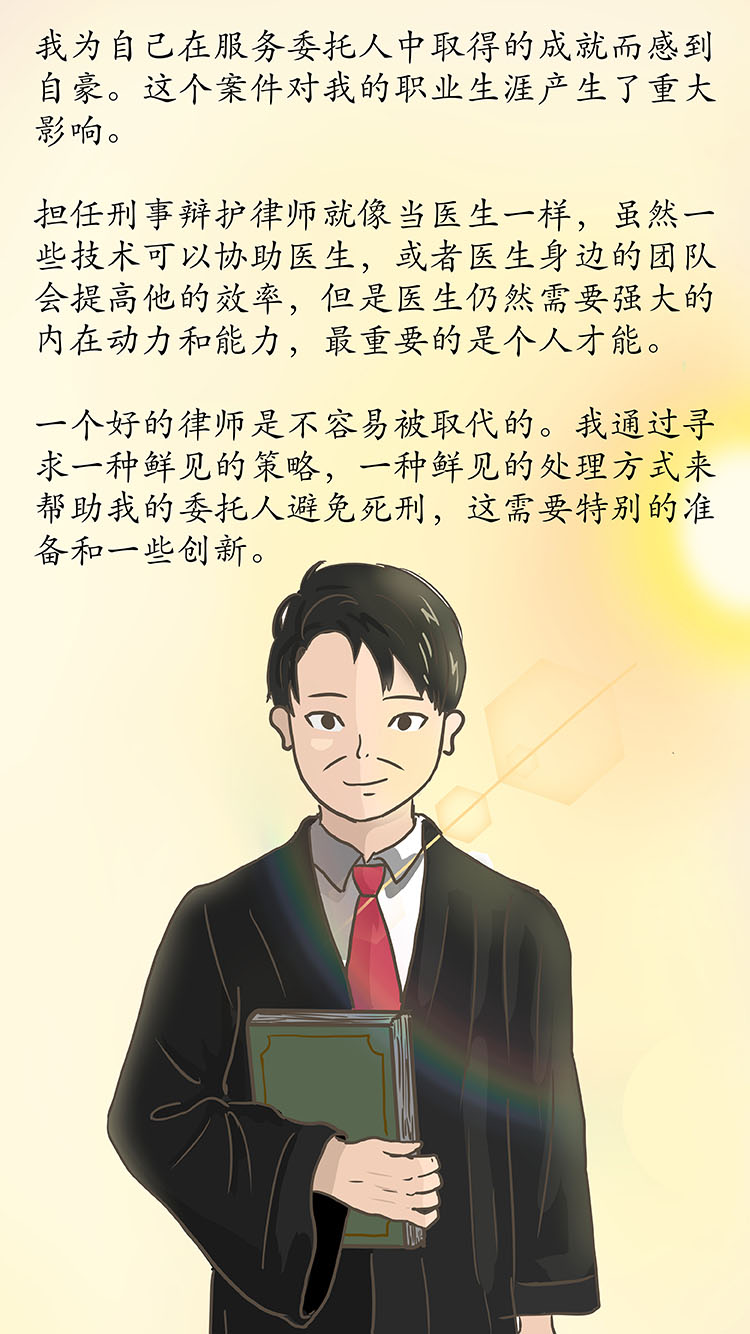 我为自己在服务委托人中取得的成就而感到
自豪。这个案件对我的职业生涯产生了重大
影响。
担任刑事辩护律师就像当医生一样，虽然一
些技术可以协助医生，或者医生身边的团队
会提高他的效率，但是医生仍然需要强大的
内在动力和能力，最重要的是个人才能。
一个好的律师是不容易被取代的。我通过寻
求一种鲜见的策略，一种鲜见的处理方式来
帮助我的委托人避免死刑，这需要特别的准
备和一些创新。